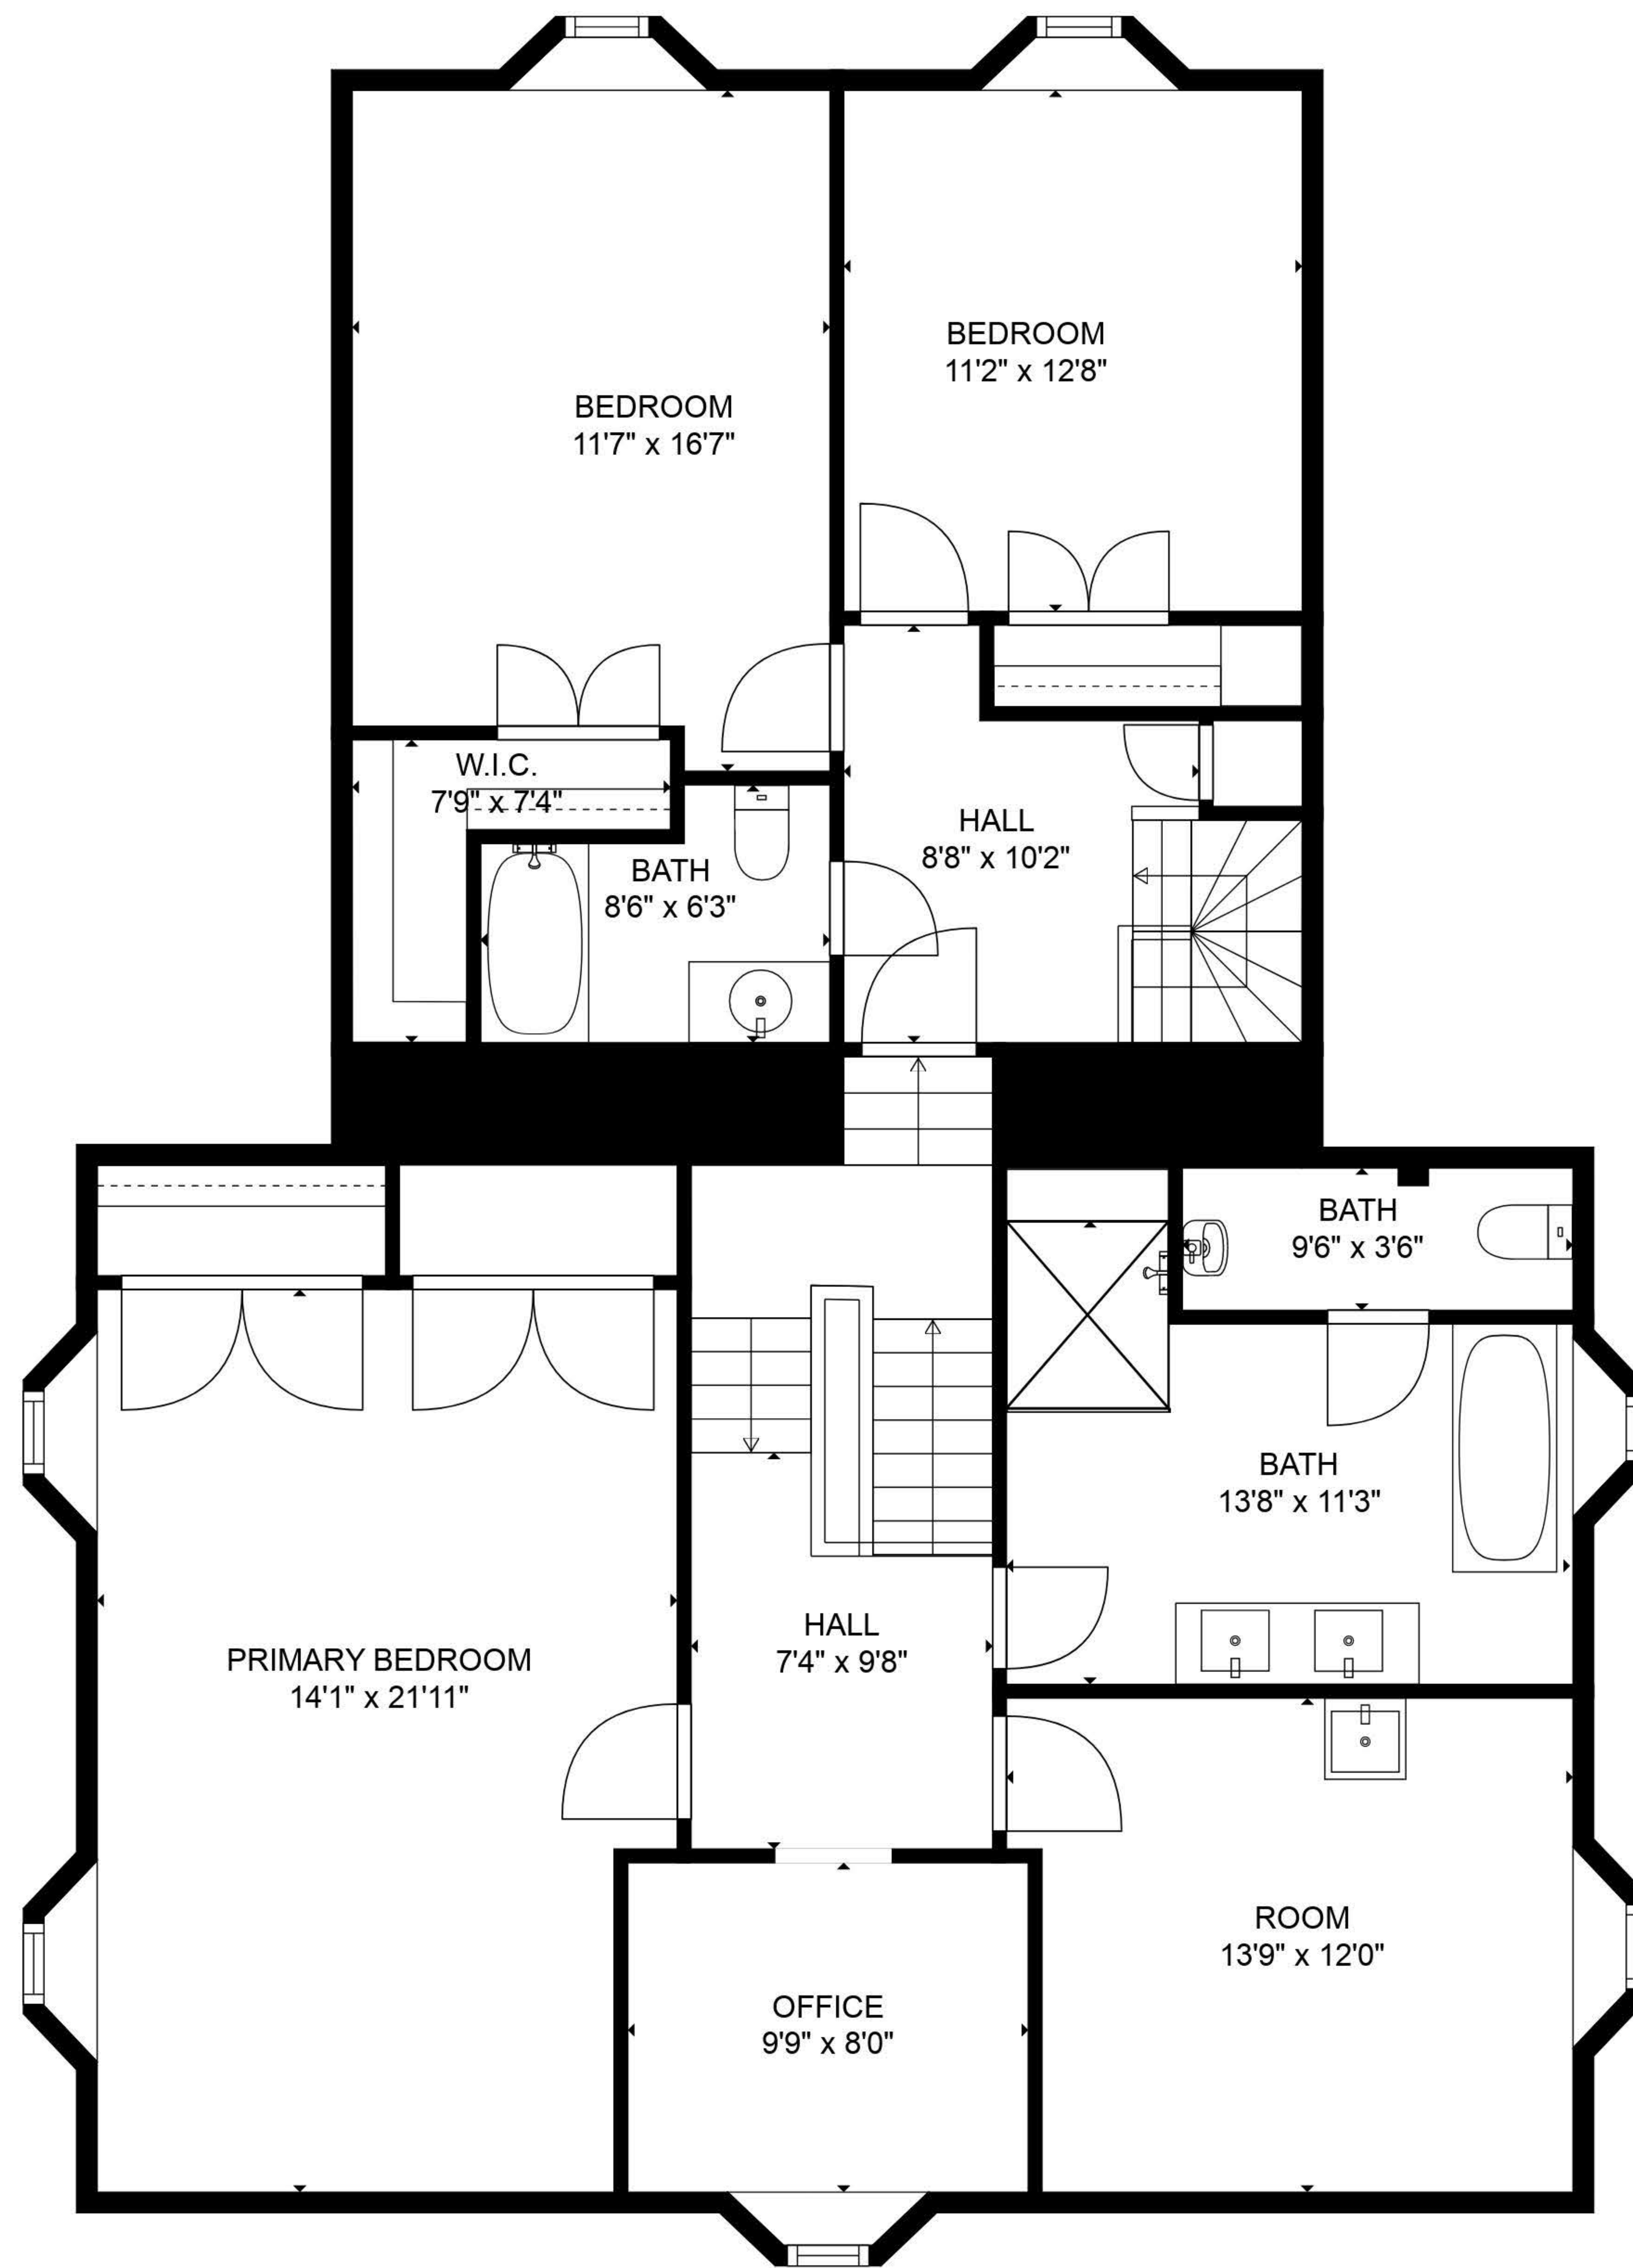 BEDROOM
11'2" x 12'8"
BEDROOM
11'7" x 16'7"
W.I.C.
7'9" x 7'4"
HALL
8'8" x 10'2"
BATH
8'6" x 6'3"
BATH
9'6" x 3'6"
BATH
13'8" x 11'3"
HALL
7'4" x 9'8"
PRIMARY BEDROOM
14'1" x 21'11"
ROOM
13'9" x 12'0"
OFFICE
9'9" x 8'0"